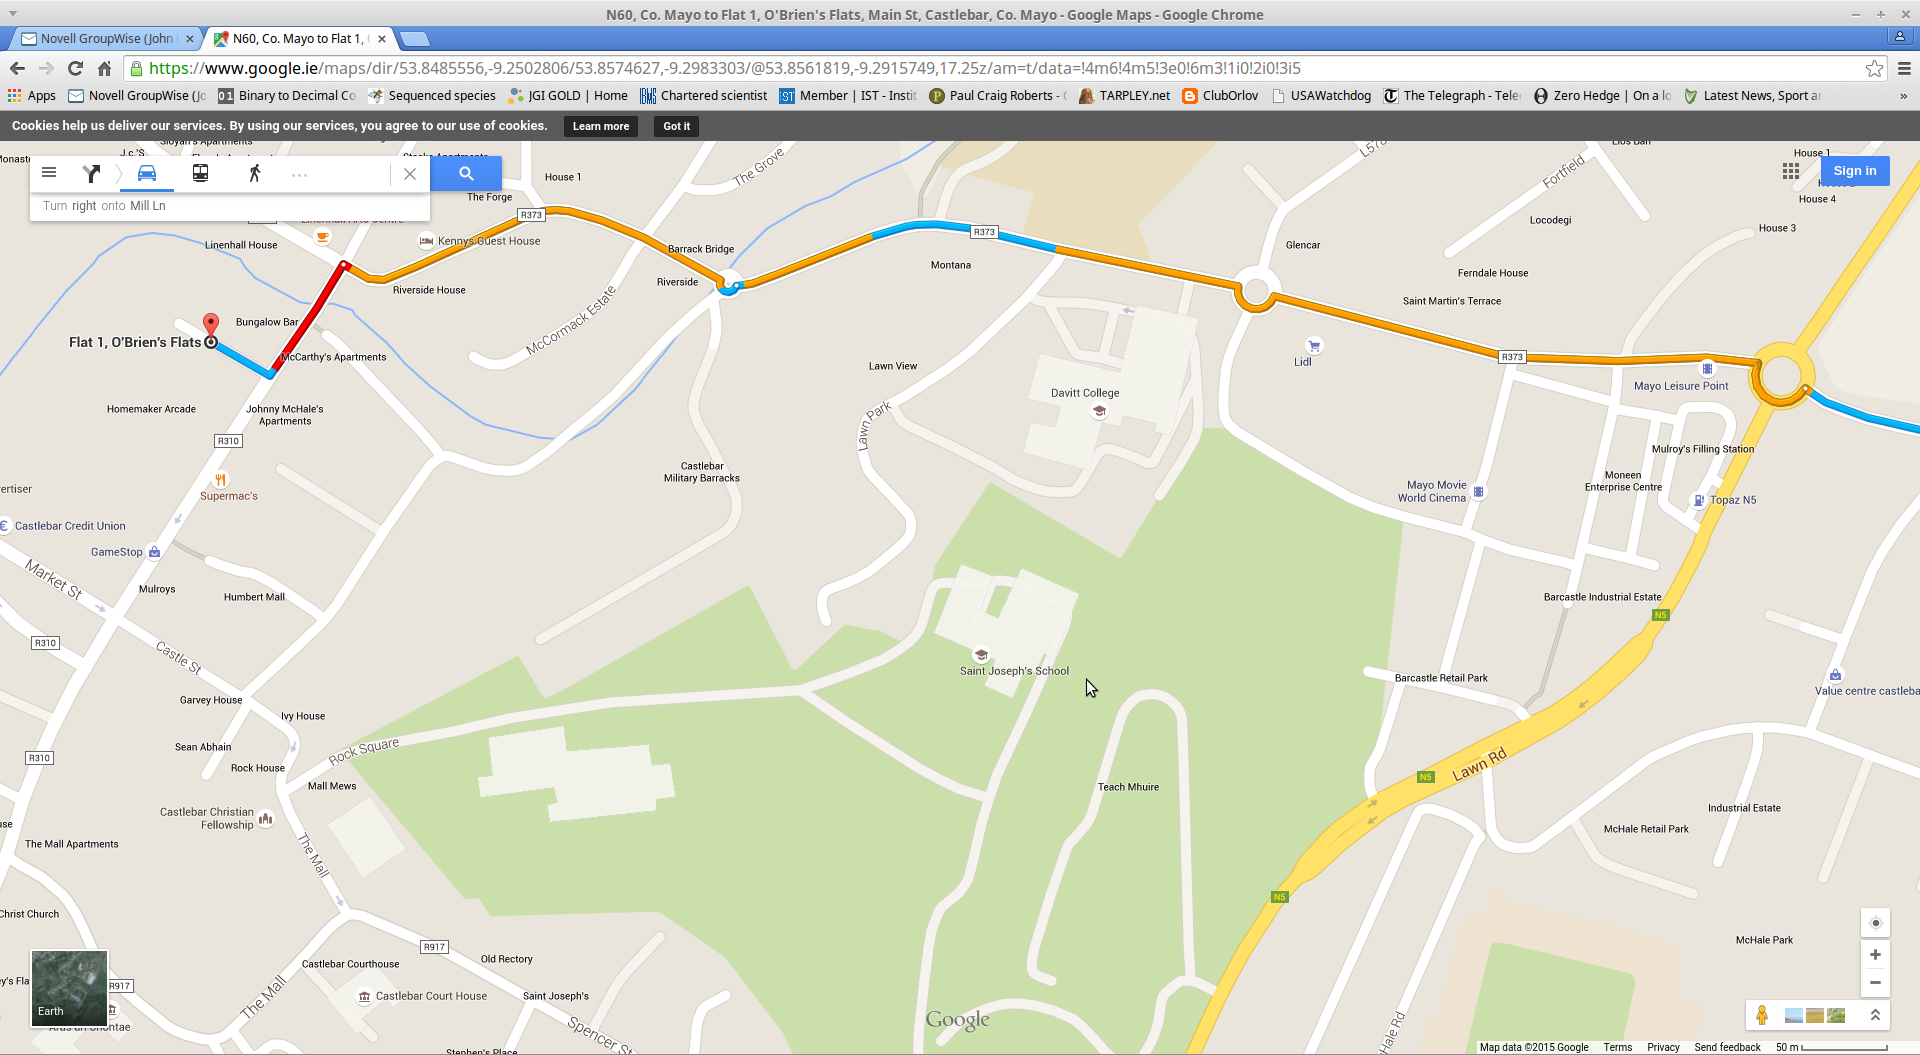 N60, Co. Mayo to Flat 1, O'Brien's Flats, Main St, Castlebar, Co. Mayo - Google Maps - Google Chrome
Novell GroupWise (John
N60, Co. Mayo to Flat 1,
https://www.google.ie/maps/dir/53.8485556,-9.2502806/53.8574627,-9.2983303/@53.8561819,-9.2915749,17.25z/am=t/data=!4m6!4m5!3e0!6m3!1i0!2i0!3i5
Apps
Novell GroupWise (Jo
Binary to Decimal Co
Sequenced species
JGI GOLD | Home
Chartered scientist
Member | IST - Instit
Paul Craig Roberts -
TARPLEY.net
ClubOrlov
USAWatchdog
The Telegraph - Tele
Zero Hedge | On a lo
Latest News, Sport a
»
Cookies help us deliver our services. By using our services, you agree to our use of cookies.
Learn more
Got it
J.c.'S
House 1
The Grove
L578
Fortfield
House 1
Sign in
Turn right onto Mill Ln
The Forge
R373
House 4
Locodegi
House 3
Linenhall House
Kennys Guest House
Barrack Bridge
R373
Glencar
Montana
Riverside
Riverside House
Ferndale House
Saint Martin's Terrace
Bungalow Bar
McCormack Estate
Flat 1, O'Brien's Flats
McCarthy's Apartments
Lidl
R373
Lawn View
Mayo Leisure Point
Davitt College
Homemaker Arcade
Johnny McHale's
Apartments
Lawn Park
R310
Mulroy's Filling Station
Castlebar
Military Barracks
Moneen
Enterprise Centre
Supermac's
Mayo Movie
World Cinema
Topaz N5
ertiser
Castlebar Credit Union
GameStop
Market St
Mulroys
Humbert Mall
Barcastle Industrial Estate
N5
R310
Castle St
Saint Joseph's School
Barcastle Retail Park
Value centre castleba
Garvey House
Ivy House
Sean Abhain
Rock Square
R310
Rock House
Mall Mews
Lawn Rd
N5
Teach Mhuire
Castlebar Christian
Fellowship
Industrial Estate
McHale Retail Park
The Mall Apartments
The Mall
N5
Christ Church
R917
McHale Park
Old Rectory
Castlebar Courthouse
R917
The Mall
Castlebar Court House
Saint Joseph's
Earth
Google
Spencer St
Hale Rd
Stephen's Place
Map data ©2015 Google
Terms
Privacy
Send feedback
50 m